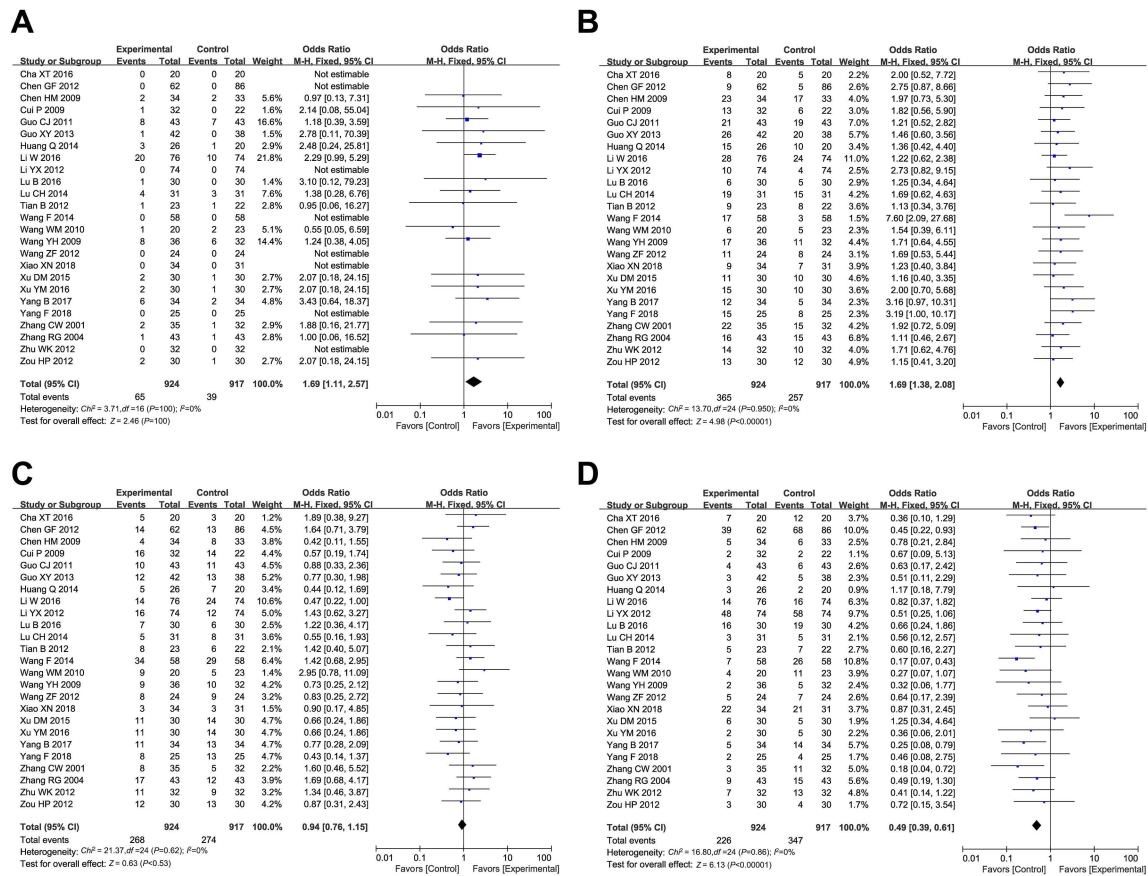 A
Experimental Control Odds Ratio Odds Ratio
Study or Subgroup Events Total Events Total Weight M-H, Fixed, 95% CI M-H, Fixed, 95% CI
Cha XT 2016 0 20 0 20 Not estimable
Chen GF 2012 0 62 0 86 Not estimable
Chen HM 2009 2 34 2 33 5.6% 0.97 [0.13, 7.31]
Cui P 2009 1 32 0 22 1.6% 2.14 [0.08, 55.04]
Guo CJ 2011 8 43 7 43 16.6% 1.18 [0.39, 3.59]
Guo XY 2013 1 42 0 38 1.5% 2.78 [0.11, 70.39]
Huang Q 2014 3 26 1 20 2.9% 2.48 [0.24, 25.81]
Li W 2016 20 76 10 74 21.8% 2.29 [0.99, 5.29]
Li YX 2012 0 74 0 74 Not estimable
Lu B 2016 1 30 0 30 1.4% 3.10 [0.12, 79.23]
Lu CH 2014 4 31 3 31 7.6% 1.38 [0.28, 6.76]
Tian B 2012 1 23 1 22 2.8% 0.95 [0.06, 16.27]
Wang F 2014 0 58 0 58 Not estimable
Wang WM 2010 1 20 2 23 5.2% 0.55 [0.05, 6.59]
Wang YH 2009 8 36 6 32 14.4% 1.24 [0.38, 4.05]
Wang ZF 2012 0 24 0 24 Not estimable
Xiao XN 2018 0 34 0 31 Not estimable
Xu DM 2015 2 30 1 30 2.7% 2.07 [0.18, 24.15]
Xu YM 2016 2 30 1 30 2.7% 2.07 [0.18, 24.15]
Yang B 2017 6 34 2 34 4.8% 3.43 [0.64, 18.37]
Yang F 2018 0 25 0 25 Not estimable
Zhang CW 2001 2 35 1 32 2.9% 1.88 [0.16, 21.77]
Zhang RG 2004 1 43 1 43 2.8% 1.00 [0.06, 16.52]
Zhu WK 2012 0 32 0 32 Not estimable
Zou HP 2012 2 30 1 30 2.7% 2.07 [0.18, 24.15]
Total (95% CI) 924 917 100.0% 1.69 [1.11, 2.57]
Total events 65 39
Heterogeneity: Chi² = 3.71, df =16 (P=100); I²=0%
Test for overall effect: Z = 2.46 (P=100)
0.01 0.1 1 10 100
Favors [Control] Favors [Experimental]
B
Experimental Control Odds Ratio Odds Ratio
Study or Subgroup Events Total Events Total Weight M-H, Fixed, 95% CI M-H, Fixed, 95% CI
Cha XT 2016 8 20 5 20 2.2% 2.00 [0.52, 7.72]
Chen GF 2012 9 62 5 86 2.6% 2.75 [0.87, 8.66]
Chen HM 2009 23 34 17 33 4.0% 1.97 [0.73, 5.30]
Cui P 2009 13 32 6 22 3.0% 1.82 [0.56, 5.90]
Guo CJ 2011 21 43 19 43 7.0% 1.21 [0.52, 2.82]
Guo XY 2013 26 42 20 38 5.8% 1.46 [0.60, 3.56]
Huang Q 2014 15 26 10 20 3.5% 1.36 [0.42, 4.40]
Li W 2016 28 76 24 74 11.0% 1.22 [0.62, 2.38]
Li YX 2012 10 74 4 74 2.5% 2.73 [0.82, 9.15]
Lu B 2016 6 30 5 30 2.9% 1.25 [0.34, 4.64]
Lu CH 2014 19 31 15 31 4.2% 1.69 [0.62, 4.63]
Tian B 2012 9 23 8 22 3.6% 1.13 [0.34, 3.76]
Wang F 2014 17 58 3 58 1.5% 7.60 [2.09, 27.68]
Wang WM 2010 6 20 5 23 2.3% 1.54 [0.39, 6.11]
Wang YH 2009 17 36 11 32 4.4% 1.71 [0.64, 4.55]
Wang ZF 2012 11 24 8 24 3.2% 1.69 [0.53, 5.44]
Xiao XN 2018 9 34 7 31 3.9% 1.23 [0.40, 3.84]
Xu DM 2015 11 30 10 30 4.6% 1.16 [0.40, 3.35]
Xu YM 2016 15 30 10 30 3.6% 2.00 [0.70, 5.68]
Yang B 2017 12 34 5 34 2.4% 3.16 [0.97, 10.31]
Yang F 2018 15 25 8 25 2.3% 3.19 [1.00, 10.17]
Zhang CW 2001 22 35 15 32 4.2% 1.92 [0.72, 5.09]
Zhang RG 2004 16 43 15 43 6.8% 1.11 [0.46, 2.67]
Zhu WK 2012 14 32 10 32 4.0% 1.71 [0.62, 4.76]
Zou HP 2012 13 30 12 30 4.9% 1.15 [0.41, 3.20]
Total (95% CI) 924 917 100.0% 1.69 [1.38, 2.08]
Total events 365 257
Heterogeneity: Chi² = 13.70, df =24 (P=0.950); I²=0%
Test for overall effect: Z = 4.98 (P<0.00001)
0.01 0.1 1 10 100
Favors [Control] Favors [Experimental]
C
Experimental Control Odds Ratio Odds Ratio
Study or Subgroup Events Total Events Total Weight M-H, Fixed, 95% CI M-H, Fixed, 95% CI
Cha XT 2016 5 20 3 20 1.2% 1.89 [0.38, 9.27]
Chen GF 2012 14 62 13 86 4.5% 1.64 [0.71, 3.78]
Chen HM 2009 4 34 8 33 3.9% 0.42 [0.11, 1.55]
Cui P 2009 16 32 14 22 4.5% 0.57 [0.19, 1.74]
Guo CJ 2011 10 43 11 43 4.5% 0.88 [0.33, 2.36]
Guo XY 2013 12 42 13 38 5.2% 0.77 [0.30, 1.98]
Huang Q 2014 5 26 7 20 3.5% 0.44 [0.12, 1.69]
Li W 2016 14 76 24 74 10.6% 0.47 [0.22, 1.00]
Li YX 2012 16 74 12 74 5.0% 1.43 [0.62, 3.27]
Lu B 2016 7 30 6 30 2.5% 1.22 [0.36, 4.17]
Lu CH 2014 5 31 8 31 3.6% 0.55 [0.16, 1.93]
Tian B 2012 8 23 6 22 2.1% 1.42 [0.40, 5.07]
Wang F 2014 34 58 29 58 6.4% 1.42 [0.68, 2.95]
Wang WM 2010 9 20 5 23 1.4% 2.95 [0.78, 11.09]
Wang YH 2009 9 36 10 32 4.2% 0.73 [0.25, 2.12]
Wang ZF 2012 8 24 9 24 3.2% 0.83 [0.25, 2.72]
Xiao XN 2018 3 34 3 31 1.5% 0.90 [0.17, 4.85]
Xu DM 2015 11 30 14 30 4.7% 0.66 [0.24, 1.86]
Xu YM 2016 11 30 14 30 4.7% 0.66 [0.24, 1.86]
Yang B 2017 11 34 13 34 4.7% 0.77 [0.28, 2.09]
Yang F 2018 8 25 13 25 4.7% 0.43 [0.14, 1.37]
Zhang CW 2001 8 35 5 32 2.1% 1.60 [0.46, 5.52]
Zhang RG 2004 17 43 12 43 3.8% 1.69 [0.68, 4.17]
Zhu WK 2012 11 32 9 32 3.1% 1.34 [0.46, 3.87]
Zou HP 2012 12 30 13 30 4.2% 0.87 [0.31, 2.43]
Total (95% CI) 924 917 100.0% 0.94 [0.76, 1.15]
Total events 268 274
Heterogeneity: Chi² = 21.37, df =24 (P=0.62); I²=0%
Test for overall effect: Z = 0.63 (P<0.53)
0.01 0.1 1 10 100
Favors [Control] Favors [Experimental]
D
Experimental Control Odds Ratio Odds Ratio
Study or Subgroup Events Total Events Total Weight M-H, Fixed, 95% CI M-H, Fixed, 95% CI
Cha XT 2016 7 20 12 20 3.7% 0.36 [0.10, 1.29]
Chen GF 2012 39 62 68 86 10.0% 0.45 [0.22, 0.93]
Chen HM 2009 5 34 6 33 2.5% 0.78 [0.21, 2.84]
Cui P 2009 2 32 2 22 1.1% 0.67 [0.09, 5.13]
Guo CJ 2011 4 43 6 43 2.6% 0.63 [0.17, 2.42]
Guo XY 2013 3 42 5 38 2.3% 0.51 [0.11, 2.29]
Huang Q 2014 3 26 2 20 1.0% 1.17 [0.18, 7.79]
Li W 2016 14 76 16 74 6.4% 0.82 [0.37, 1.82]
Li YX 2012 48 74 58 74 9.7% 0.51 [0.25, 1.06]
Lu B 2016 16 30 19 30 4.3% 0.66 [0.24, 1.86]
Lu CH 2014 3 31 5 31 2.2% 0.56 [0.12, 2.57]
Tian B 2012 5 23 7 22 2.7% 0.60 [0.16, 2.27]
Wang F 2014 7 58 26 58 10.8% 0.17 [0.07, 0.43]
Wang WM 2010 4 20 11 23 3.9% 0.27 [0.07, 1.07]
Wang YH 2009 2 36 5 32 2.4% 0.32 [0.06, 1.77]
Wang ZF 2012 5 24 7 24 2.7% 0.64 [0.17, 2.39]
Xiao XN 2018 22 34 21 31 3.7% 0.87 [0.31, 2.45]
Xu DM 2015 6 30 5 30 1.9% 1.25 [0.34, 4.64]
Xu YM 2016 2 30 5 30 2.3% 0.36 [0.06, 2.01]
Yang B 2017 5 34 14 34 5.8% 0.25 [0.08, 0.79]
Yang F 2018 2 25 4 25 1.8% 0.46 [0.08, 2.75]
Zhang CW 2001 3 35 11 32 5.1% 0.18 [0.04, 0.72]
Zhang RG 2004 9 43 15 43 5.8% 0.49 [0.19, 1.30]
Zhu WK 2012 7 32 13 32 4.9% 0.41 [0.14, 1.22]
Zou HP 2012 3 30 4 30 1.7% 0.72 [0.15, 3.54]
Total (95% CI) 924 917 100.0% 0.49 [0.39, 0.61]
Total events 226 347
Heterogeneity: Chi² = 16.80, df =24 (P=0.86); I²=0%
Test for overall effect: Z = 6.13 (P<0.00001)
0.01 0.1 1 10 100
Favors [Control] Favors [Experimental]